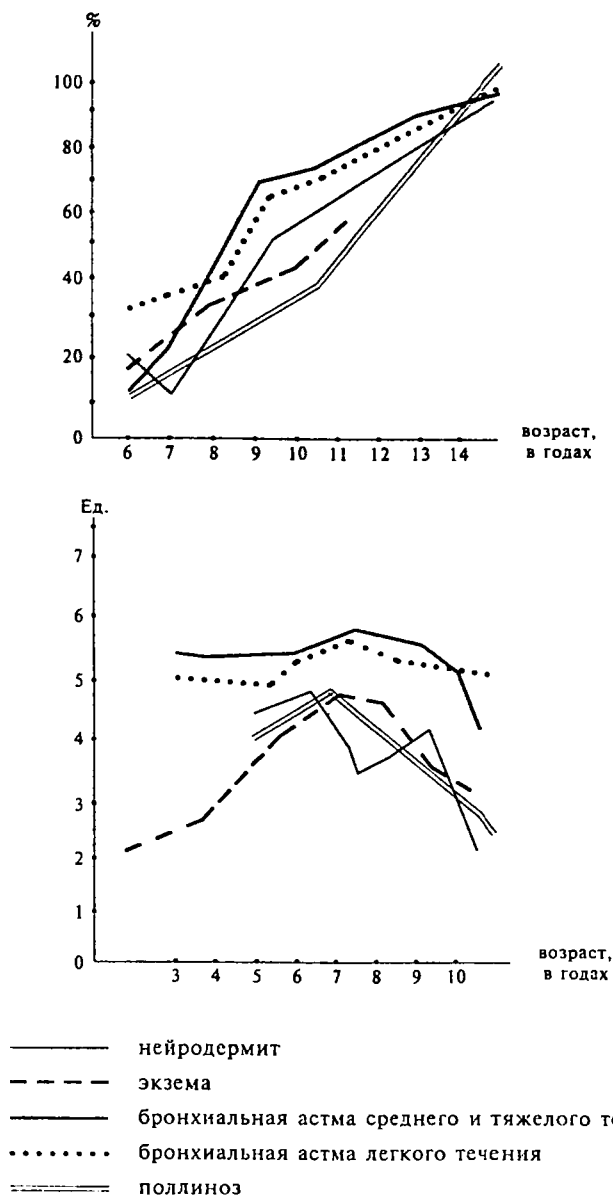 %
100
80
60
40
20
0
6 7 8 9 10 11 12 13 14
возраст,
в годах
Ед.
7
6
5
4
3
2
1
0
3 4 5 6 7 8 9 10
возраст,
в годах
нейродермит
экзема
бронхиальная астма среднего и тяжелого
бронхиальная астма легкого течения
поллиноз